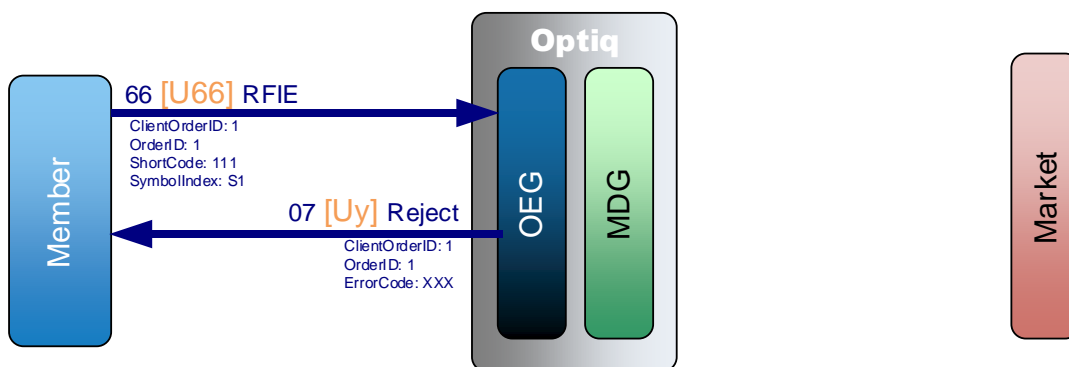 Optiq
Member
66 [U66] RFIE
ClientOrderID: 1
OrderID: 1
ShortCode: 111
SymbolIndex: S1
07 [Uy] Reject
ClientOrderID: 1
OrderID: 1
ErrorCode: XXX
OEG
MDG
Market